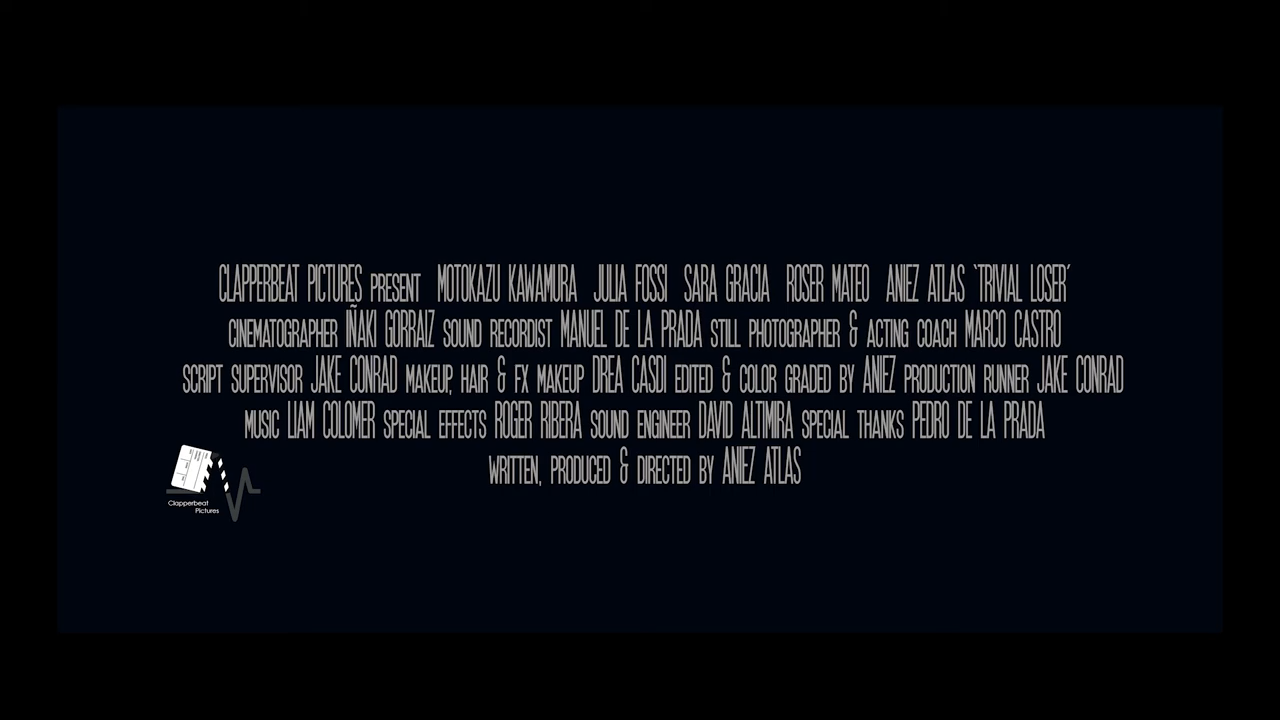 CLAPPERBEAT PICTURES PRESENT MOTOKAZU KAWAMURA JULIA FOSSI SARA GRACIA ROSER MATEO ANIEZ ATLAS ‵TRIVIAL LOSER′
CINEMATOGRAPHER IÑAKI GORRAIZ SOUND RECORDIST MANUEL DE LA PRADA STILL PHOTOGRAPHER & ACTING COACH MARCO CASTRO
SCRIPT SUPERVISOR JAKE CONRAD MAKEUP, HAIR & FX MAKEUP DREA CASDI EDITED & COLOR GRADED BY ANIEZ PRODUCTION RUNNER JAKE CONRAD
MUSIC LIAM COLOMER SPECIAL EFFECTS ROGER RIBERA SOUND ENGINEER DAVID ALTIMIRA SPECIAL THANKS PEDRO DE LA PRADA
WRITTEN, PRODUCED & DIRECTED BY ANIEZ ATLAS
Clapperbeat
Pictures